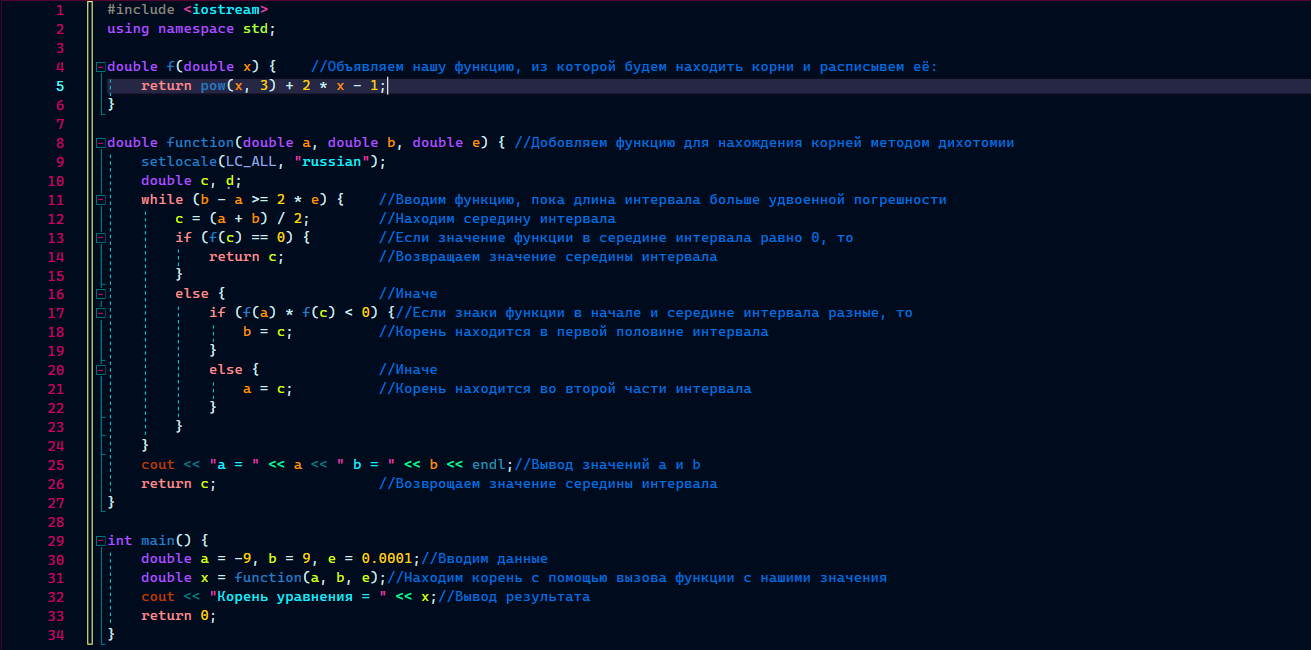 1 #include <iostream>
2 using namespace std;
3
4 double f(double x) {    //Объявляем нашу функцию, из которой будем находить корни и расписывем её:
5     return pow(x, 3) + 2 * x - 1;
6 }
7
8 double function(double a, double b, double e) { //Добовляем функцию для нахождения корней методом дихотомии
9     setlocale(LC_ALL, "russian");
10     double c, d;
11     while (b - a >= 2 * e) {    //Вводим функцию, пока длина интервала больше удвоенной погрешности
12         c = (a + b) / 2;        //Находим середину интервала
13         if (f(c) == 0) {        //Если значение функции в середине интервала равно 0, то
14             return c;           //Возвращаем значение середины интервала
15         }
16         else {                  //Иначе
17             if (f(a) * f(c) < 0) {//Если знаки функции в начале и середине интервала разные, то
18                 b = c;          //Корень находится в первой половине интервала
19             }
20             else {              //Иначе
21                 a = c;          //Корень находится во второй части интервала
22             }
23         }
24     }
25     cout << "a = " << a << " b = " << b << endl;//Вывод значений a и b
26     return c;                   //Возврощаем значение середины интервала
27 }
28
29 int main() {
30     double a = -9, b = 9, e = 0.0001;//Вводим данные
31     double x = function(a, b, e);//Находим корень с помощью вызова функции с нашими значения
32     cout << "Корень уравнения = " << x;//Вывод результата
33     return 0;
34 }